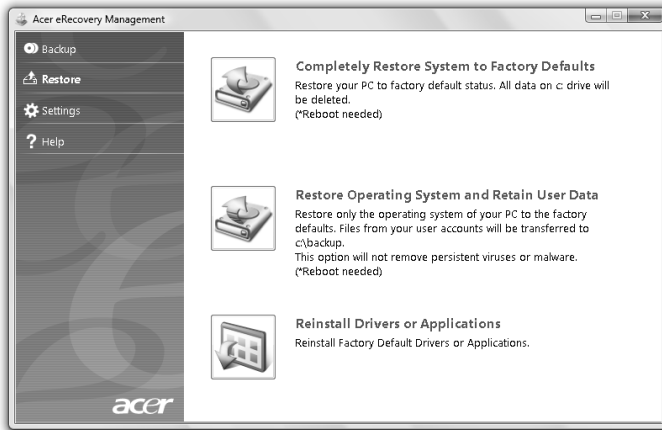 Acer eRecovery Management
Backup
Restore
Settings
Help
Completely Restore System to Factory Defaults
Restore your PC to factory default status. All data on c: drive will
be deleted.
(*Reboot needed)
Restore Operating System and Retain User Data
Restore only the operating system of your PC to the factory
defaults. Files from your user accounts will be transferred to
c:\backup.
This option will not remove persistent viruses or malware.
(*Reboot needed)
Reinstall Drivers or Applications
Reinstall Factory Default Drivers or Applications.
acer